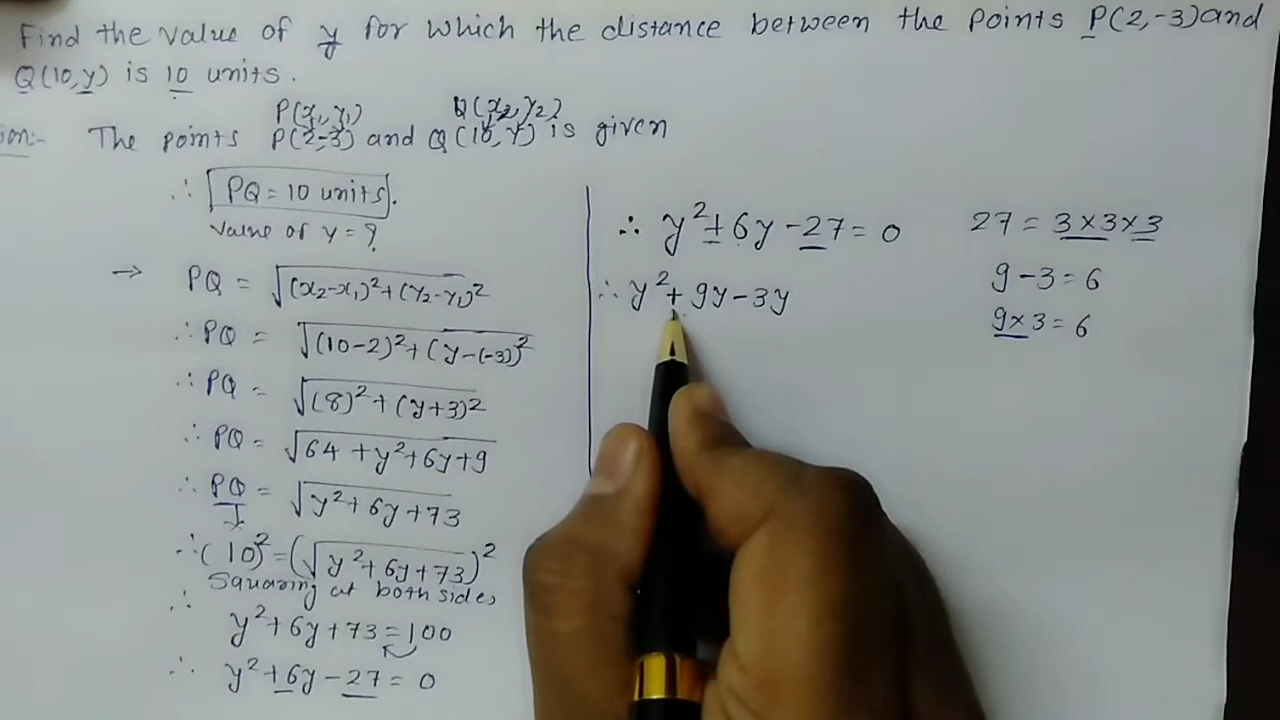 Find the value of y for which the distance between the points P(2,-3) and
Q(10,y) is 10 units.
P(x₁,y₁) Q(x₂,y₂)
ion:- The points P(2-3) and Q(10,y) is given
∴ PQ = 10 units.
Value of y = ?
→ PQ = √(x₂-x₁)²+(y₂-y₁)²
∴ PQ = √(10-2)²+(y-(-3))²
∴ PQ = √(8)²+(y+3)²
∴ PQ = √64+y²+6y+9
∴ PQ = √y²+6y+73
∴ (10)² = (√y²+6y+73)²
Squaring at both sides
∴ y²+6y+73 = 100
∴ y²+6y-27 = 0
∴ y²+6y-27 = 0
∴ y²+9y-3y
27 = 3×3×3
9-3 = 6
9×3 = 6